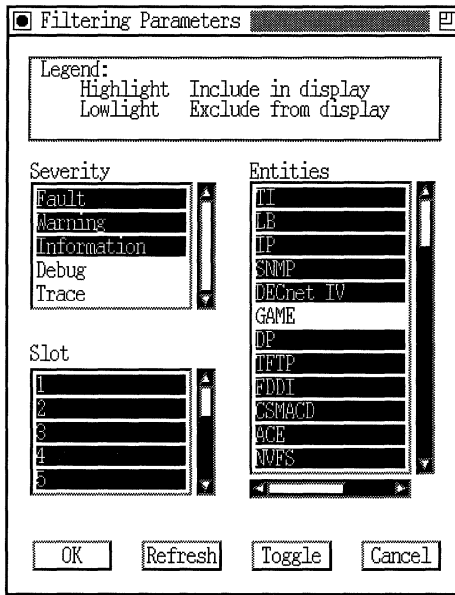 Filtering Parameters
Legend:
Highlight Include in display
Lowlight Exclude from display
Severity
Fault
Warning
Information
Debug
Trace
Slot
1
2
3
4
5
Entities
TI
LB
IP
SNMP
DECnet IV
GAME
DP
TFTP
FDDI
CSMACD
ACE
NVFS
OK
Refresh
Toggle
Cancel